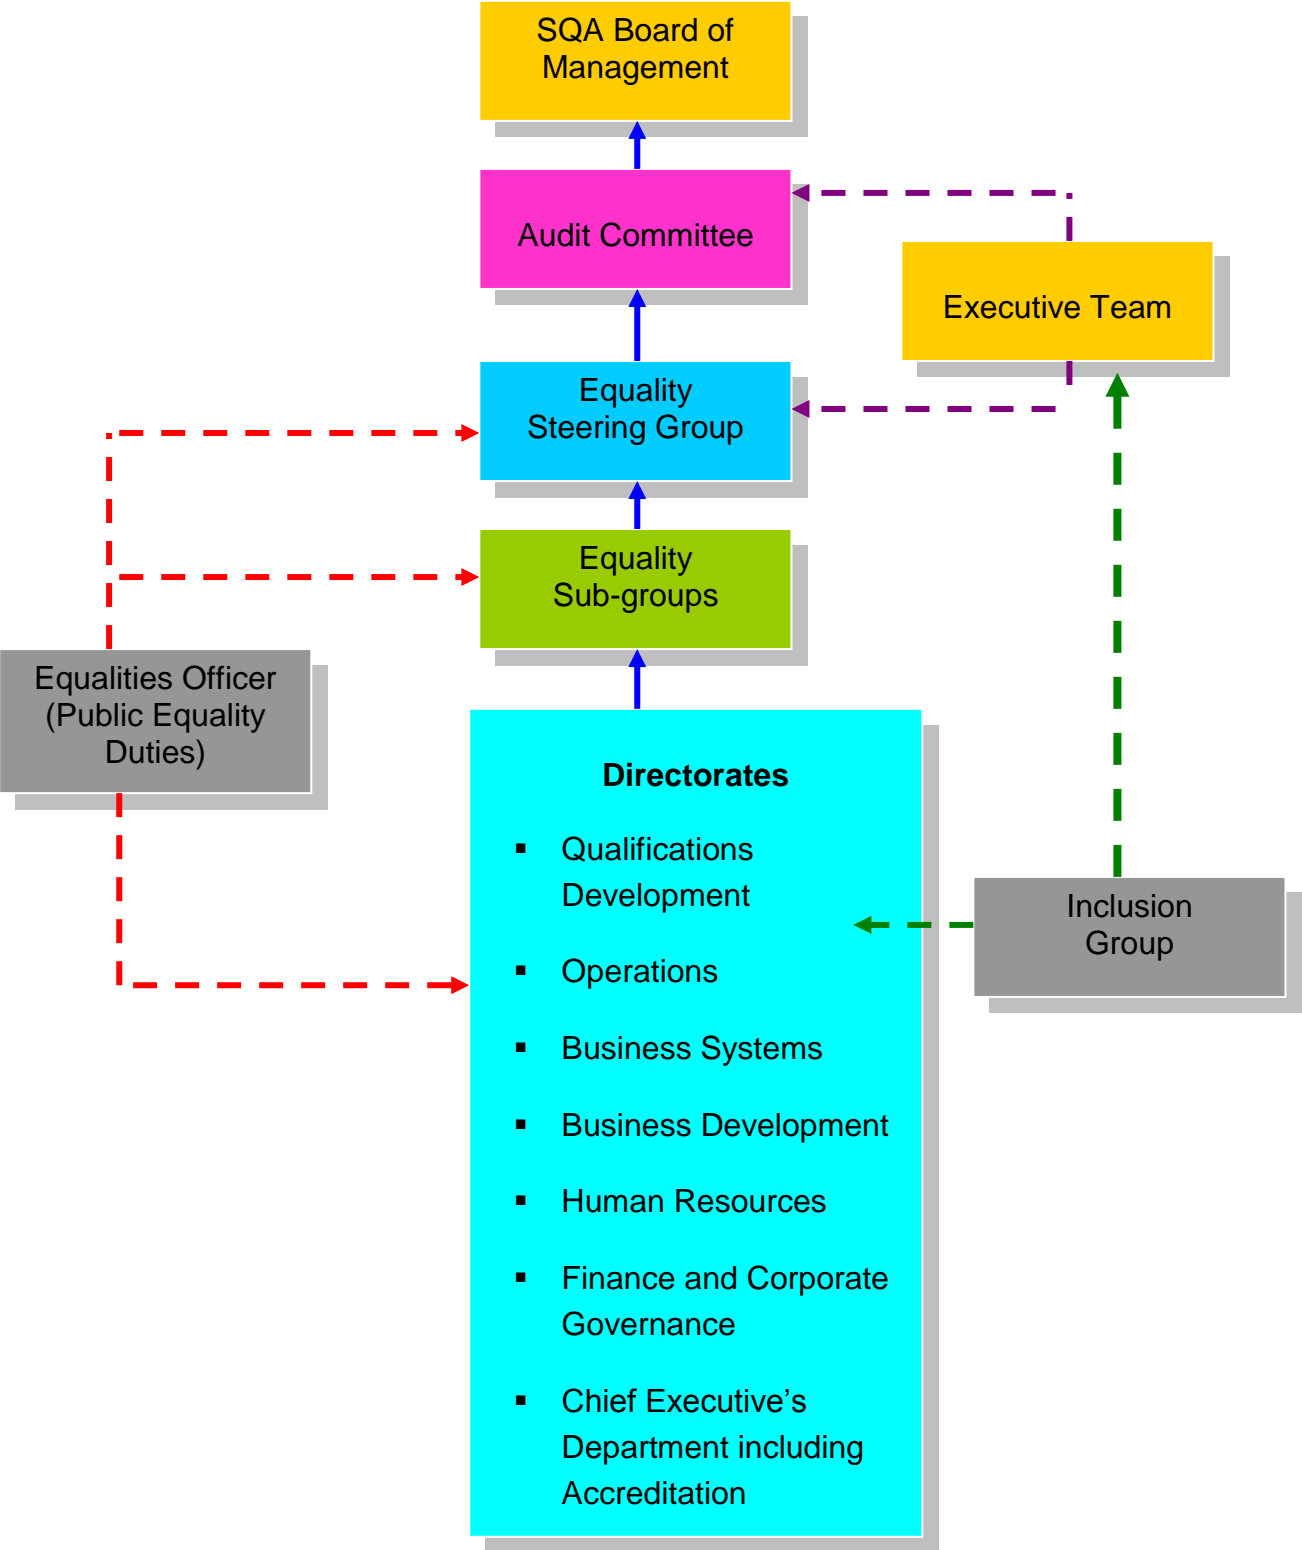 SQA Board of
Management
Audit Committee
Executive Team
Equality
Steering Group
Equality
Sub-groups
Equalities Officer
(Public Equality
Duties)
Directorates
▪ Qualifications
Development
▪ Operations
▪ Business Systems
▪ Business Development
▪ Human Resources
▪ Finance and Corporate
Governance
▪ Chief Executive’s
Department including
Accreditation
Inclusion
Group